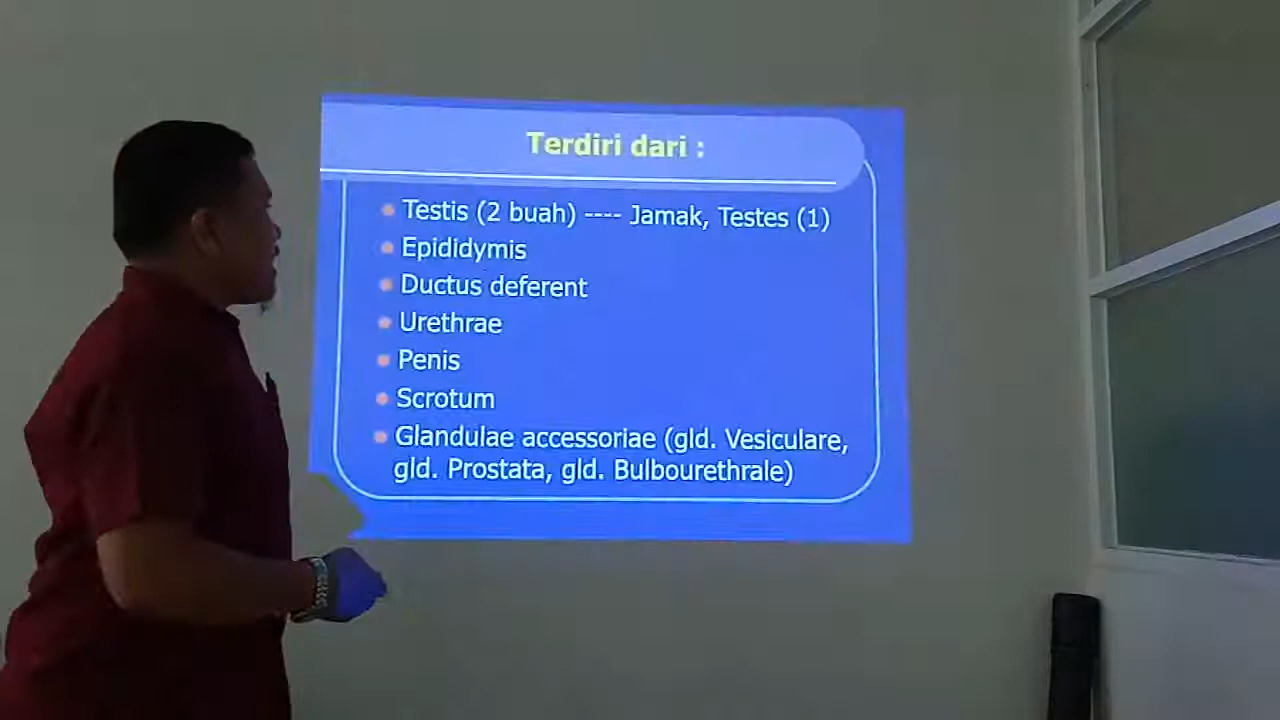 Terdiri dari :
Testis (2 buah) ---- Jamak, Testes (1)
Epididymis
Ductus deferent
Urethrae
Penis
Scrotum
Glandulae accessoriae (gld. Vesiculare,
gld. Prostata, gld. Bulbourethrale)